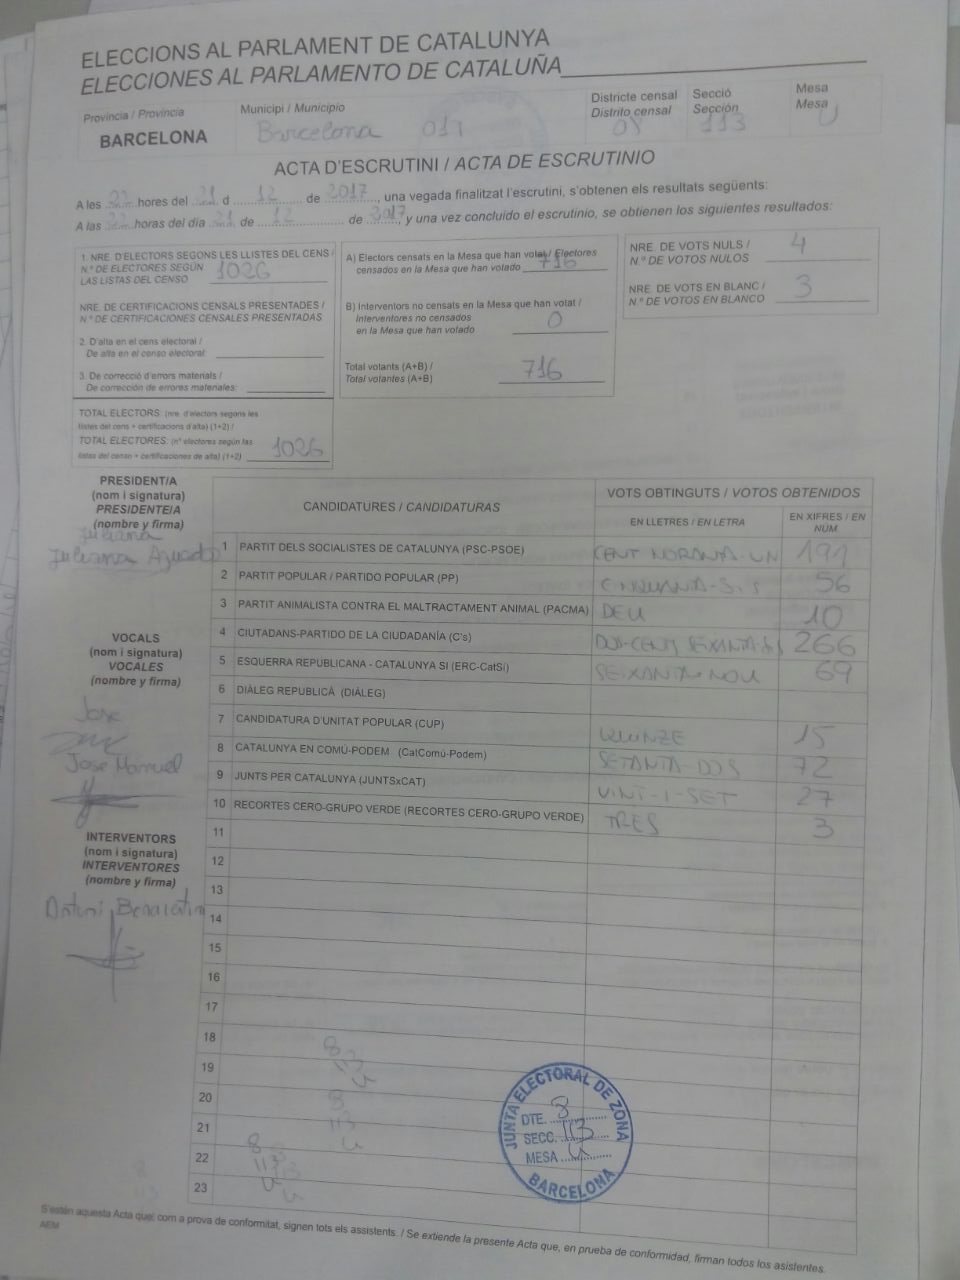 ELECCIONS AL PARLAMENT DE CATALUNYA
ELECCIONES AL PARLAMENTO DE CATALUÑA
Província / Provincia
BARCELONA
Municipi / Municipio
Barcelona 011
Districte censal
Distrito censal
08
Secció
Sección
113
Mesa
Mesa
U
ACTA D'ESCRUTINI / ACTA DE ESCRUTINIO
A les 22 hores del 21 d 12 de 2017, una vegada finalitzat l'escrutini, s'obtenen els resultats següents:
A las 22 horas del día 21 de 12 de 2017, y una vez concluido el escrutinio, se obtienen los siguientes resultados:
1. NRE. D'ELECTORS SEGONS LES LLISTES DEL CENS /
N.º DE ELECTORES SEGÚN
LAS LISTAS DEL CENSO 1026
NRE. DE CERTIFICACIONS CENSALS PRESENTADES /
N.º DE CERTIFICACIONES CENSALES PRESENTADAS
2. D'alta en el cens electoral /
De alta en el censo electoral:
3. De correcció d'errors materials /
De corrección de errores materiales:
TOTAL ELECTORS: (nre. d'electors segons les
llistes del cens + certificacions d'alta) (1+2) /
TOTAL ELECTORES: (nº electores según las
listas del censo + certificaciones de alta) (1+2) 1026
A) Electors censats en la Mesa que han votat / Electores
censados en la Mesa que han votado 716
B) Interventors no censats en la Mesa que han votat /
Interventores no censados
en la Mesa que han votado 0
Total votants (A+B) /
Total votantes (A+B) 716
NRE. DE VOTS NULS /
N.º DE VOTOS NULOS 4
NRE. DE VOTS EN BLANC /
N.º DE VOTOS EN BLANCO 3
PRESIDENT/A
(nom i signatura)
PRESIDENTE/A
(nombre y firma)
Juliana
Juliana Aguado
VOCALS
(nom i signatura)
VOCALES
(nombre y firma)
Jose
Jose Manuel
INTERVENTORS
(nom i signatura)
INTERVENTORES
(nombre y firma)
Antoni
CANDIDATURES / CANDIDATURAS
VOTS OBTINGUTS / VOTOS OBTENIDOS
EN LLETRES / EN LETRA
EN XIFRES / EN NÚM
1 PARTIT DELS SOCIALISTES DE CATALUNYA (PSC-PSOE) CENT NORANTA-UN 191
2 PARTIT POPULAR / PARTIDO POPULAR (PP) CINQUANTA-SIS 56
3 PARTIT ANIMALISTA CONTRA EL MALTRACTAMENT ANIMAL (PACMA) DEU 10
4 CIUTADANS-PARTIDO DE LA CIUDADANÍA (C's) DOS-CENTS SEIXANTA-SIS 266
5 ESQUERRA REPUBLICANA - CATALUNYA SÍ (ERC-CatSí) SEIXANTA-NOU 69
6 DIÀLEG REPUBLICÀ (DIÀLEG)
7 CANDIDATURA D'UNITAT POPULAR (CUP) QUINZE 15
8 CATALUNYA EN COMÚ-PODEM (CatComú-Podem) SETANTA-DOS 72
9 JUNTS PER CATALUNYA (JUNTSxCAT) VINT-I-SET 27
10 RECORTES CERO-GRUPO VERDE (RECORTES CERO-GRUPO VERDE) TRES 3
11
12
13
14
15
16
17
18
19
20
21
22
23
8
113
U
8
113
U
8
113
U
JUNTA ELECTORAL DE ZONA
DTE. 8
SECC. 113
MESA U
BARCELONA
S'estén aquesta Acta que, com a prova de conformitat, signen tots els assistents. / Se extiende la presente Acta que, en prueba de conformidad, firman todos los asistentes.
AEM